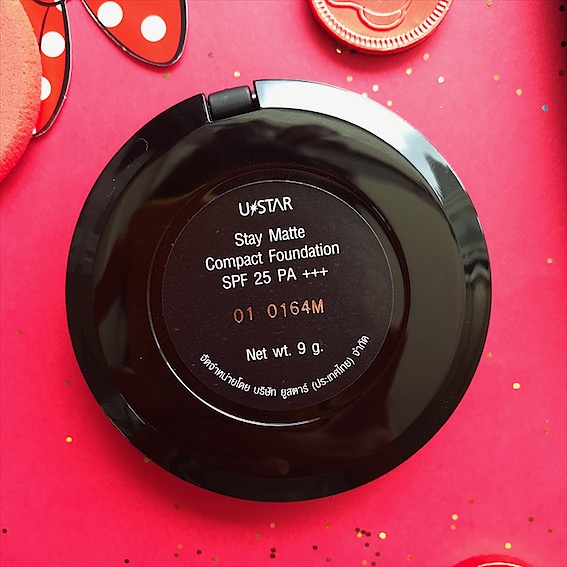 U*STAR
Stay Matte
Compact Foundation
SPF 25 PA +++
01 0164M
Net wt. 9 g.
จัดจำหน่ายโดย บริษัท ยูสตาร์ (ประเทศไทย) จำกัด